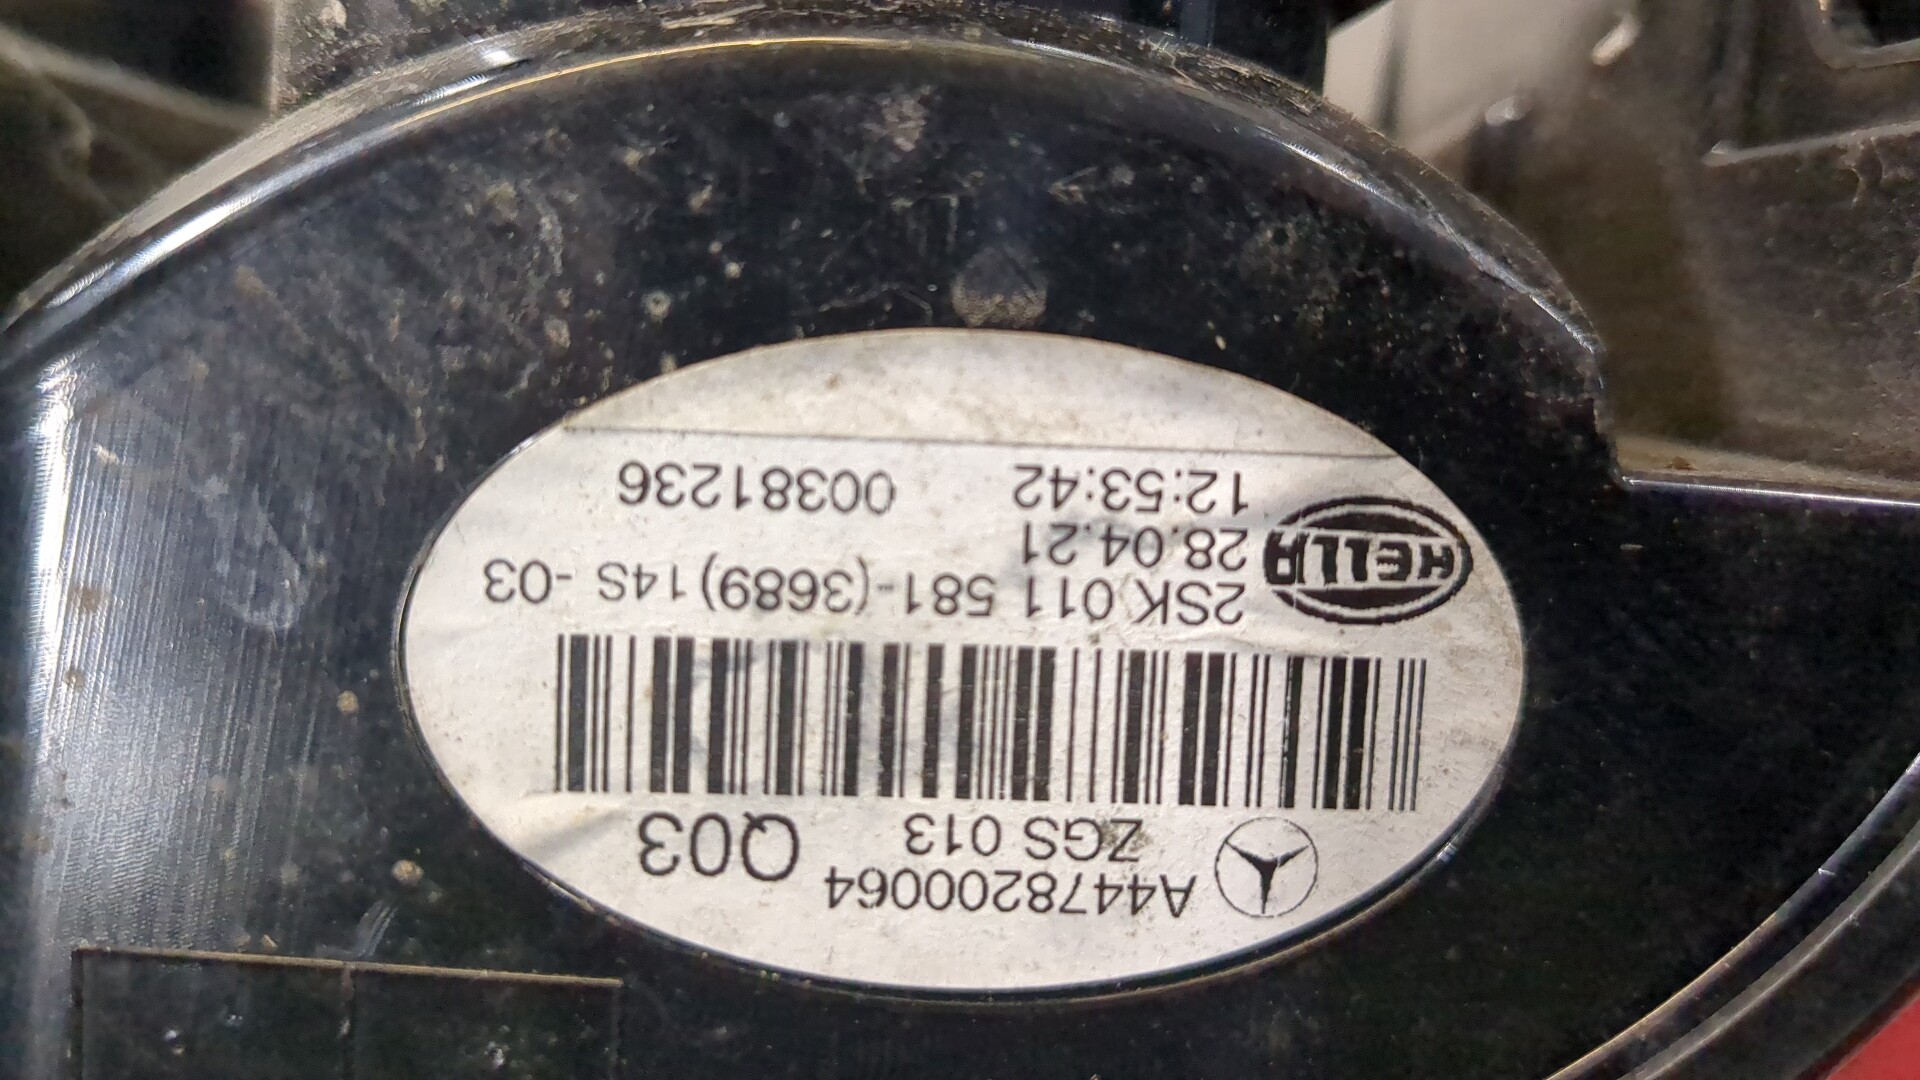 A4478200064
ZGS 013 Q03
2SK 011 581-(3689) 14S -03
HELLA 28.04.21
12:53:42 00381236